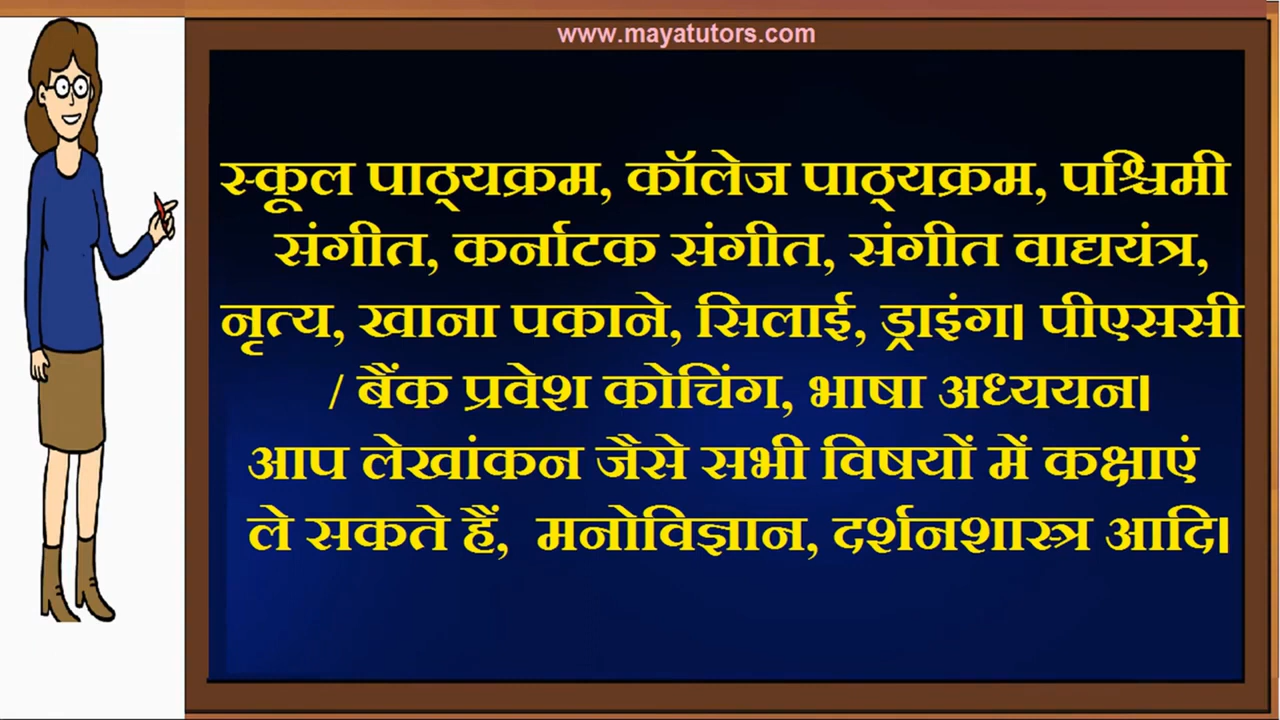 www.mayatutors.com
स्कूल पाठ्यक्रम, कॉलेज पाठ्यक्रम, पश्चिमी
संगीत, कर्नाटक संगीत, संगीत वाद्ययंत्र,
नृत्य, खाना पकाने, सिलाई, ड्राइंग। पीएससी
/ बैंक प्रवेश कोचिंग, भाषा अध्ययन।
आप लेखांकन जैसे सभी विषयों में कक्षाएं
ले सकते हैं, मनोविज्ञान, दर्शनशास्त्र आदि।